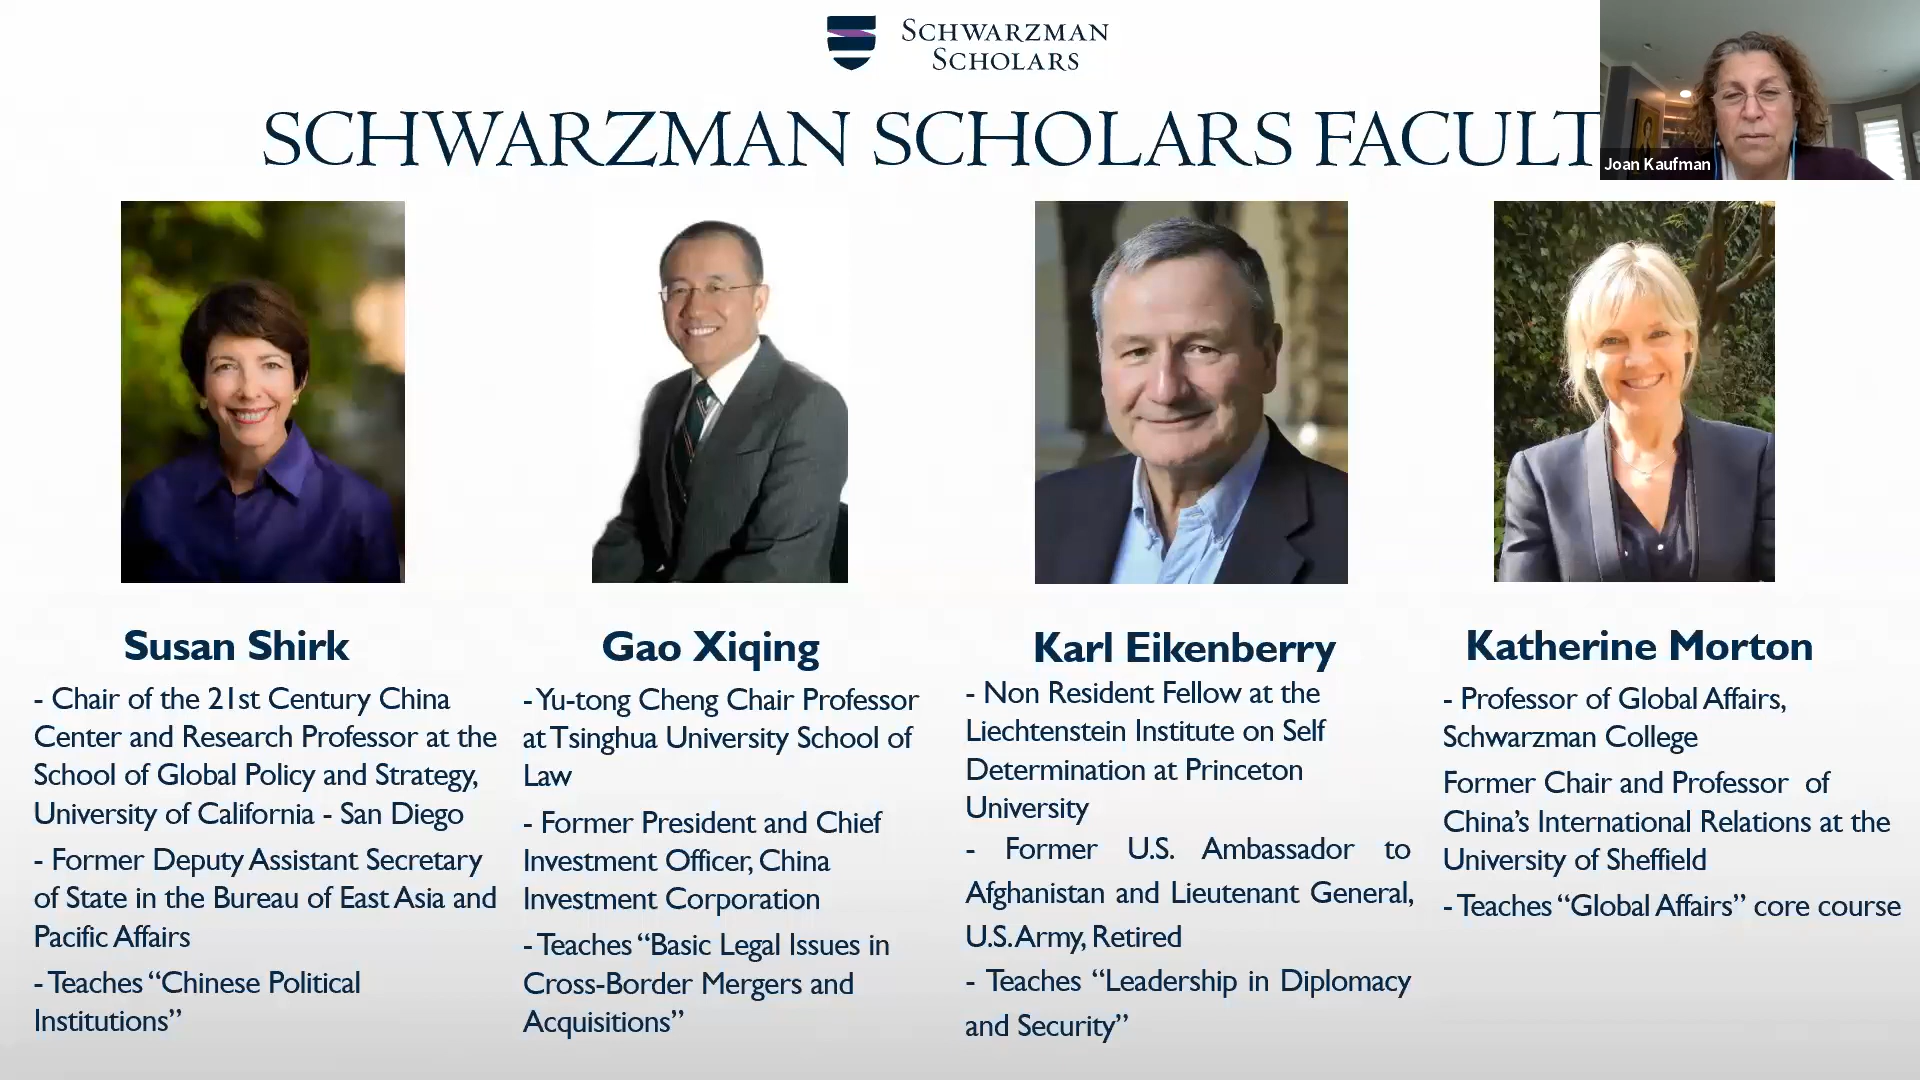 SCHWARZMAN
SCHOLARS
SCHWARZMAN SCHOLARS FACULT
Joan Kaufman
Susan Shirk
- Chair of the 21st Century China
Center and Research Professor at the
School of Global Policy and Strategy,
University of California - San Diego
- Former Deputy Assistant Secretary
of State in the Bureau of East Asia and
Pacific Affairs
- Teaches “Chinese Political
Institutions”
Gao Xiqing
- Yu-tong Cheng Chair Professor
at Tsinghua University School of
Law
- Former President and Chief
Investment Officer, China
Investment Corporation
- Teaches “Basic Legal Issues in
Cross-Border Mergers and
Acquisitions”
Karl Eikenberry
- Non Resident Fellow at the
Liechtenstein Institute on Self
Determination at Princeton
University
- Former U.S. Ambassador to
Afghanistan and Lieutenant General,
U.S. Army, Retired
- Teaches “Leadership in Diplomacy
and Security”
Katherine Morton
- Professor of Global Affairs,
Schwarzman College
Former Chair and Professor of
China’s International Relations at the
University of Sheffield
- Teaches “Global Affairs” core course